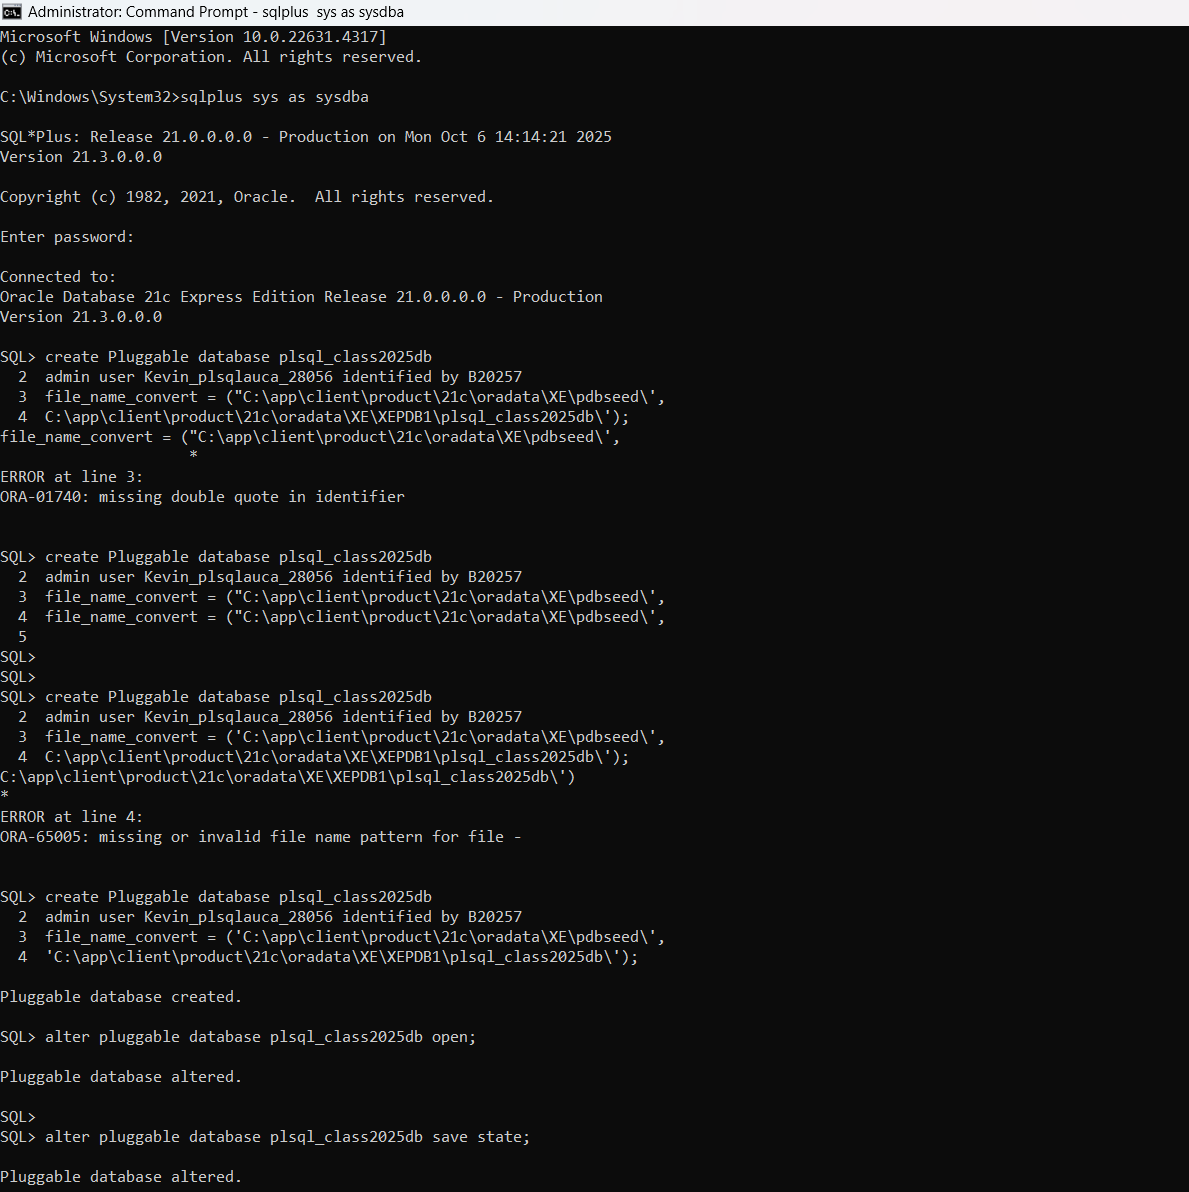 Administrator: Command Prompt - sqlplus  sys as sysdba
Microsoft Windows [Version 10.0.22631.4317]
(c) Microsoft Corporation. All rights reserved.
C:\Windows\System32>sqlplus sys as sysdba
SQL*Plus: Release 21.0.0.0.0 - Production on Mon Oct 6 14:14:21 2025
Version 21.3.0.0.0
Copyright (c) 1982, 2021, Oracle.  All rights reserved.
Enter password:
Connected to:
Oracle Database 21c Express Edition Release 21.0.0.0.0 - Production
Version 21.3.0.0.0
SQL> create Pluggable database plsql_class2025db
  2  admin user Kevin_plsqlauca_28056 identified by B20257
  3  file_name_convert = ("C:\app\client\product\21c\oradata\XE\pdbseed\',
  4  C:\app\client\product\21c\oradata\XE\XEPDB1\plsql_class2025db\');
file_name_convert = ("C:\app\client\product\21c\oradata\XE\pdbseed\',
                     *
ERROR at line 3:
ORA-01740: missing double quote in identifier
SQL> create Pluggable database plsql_class2025db
  2  admin user Kevin_plsqlauca_28056 identified by B20257
  3  file_name_convert = ("C:\app\client\product\21c\oradata\XE\pdbseed\',
  4  file_name_convert = ("C:\app\client\product\21c\oradata\XE\pdbseed\',
  5
SQL>
SQL>
SQL> create Pluggable database plsql_class2025db
  2  admin user Kevin_plsqlauca_28056 identified by B20257
  3  file_name_convert = ('C:\app\client\product\21c\oradata\XE\pdbseed\',
  4  C:\app\client\product\21c\oradata\XE\XEPDB1\plsql_class2025db\');
C:\app\client\product\21c\oradata\XE\XEPDB1\plsql_class2025db\')
*
ERROR at line 4:
ORA-65005: missing or invalid file name pattern for file -
SQL> create Pluggable database plsql_class2025db
  2  admin user Kevin_plsqlauca_28056 identified by B20257
  3  file_name_convert = ('C:\app\client\product\21c\oradata\XE\pdbseed\',
  4  'C:\app\client\product\21c\oradata\XE\XEPDB1\plsql_class2025db\');
Pluggable database created.
SQL> alter pluggable database plsql_class2025db open;
Pluggable database altered.
SQL>
SQL> alter pluggable database plsql_class2025db save state;
Pluggable database altered.